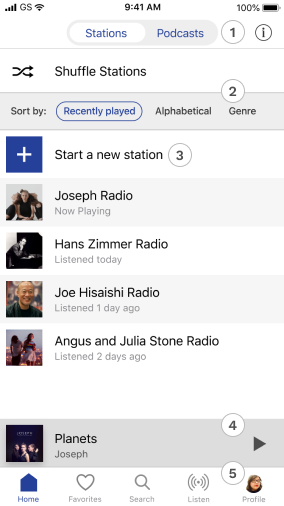 GS 9:41 AM 100%
Stations Podcasts 1 i
Shuffle Stations
2
Sort by: Recently played Alphabetical Genre
Start a new station 3
Joseph Radio
Now Playing
Hans Zimmer Radio
Listened today
Joe Hisaishi Radio
Listened 1 day ago
Angus and Julia Stone Radio
Listened 2 days ago
4
Planets
Joseph
5
Home Favorites Search Listen Profile